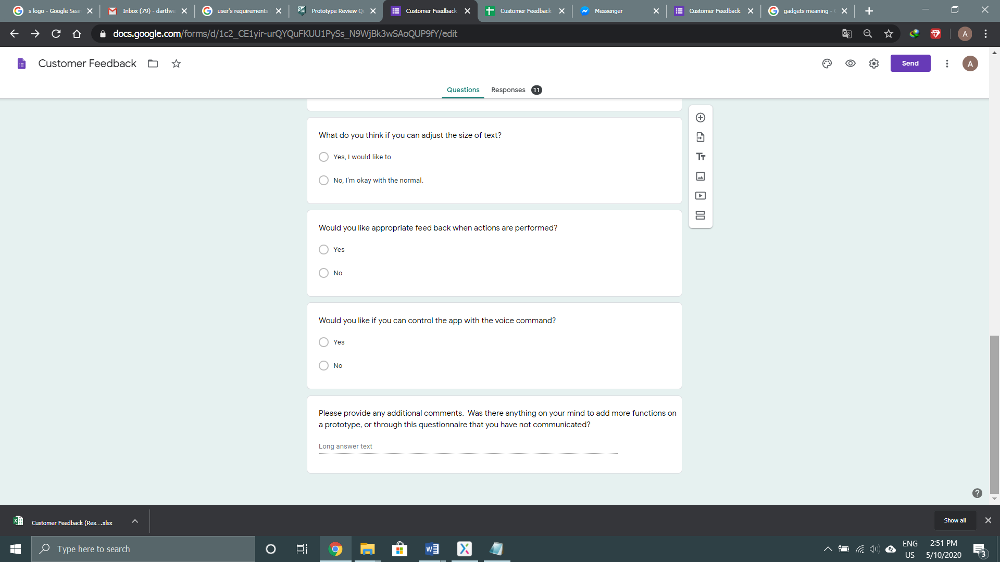 s logo - Google Sear
Inbox (79) - darthve
user's requirements
Prototype Review Q
Customer Feedback
Customer Feedback
Messenger
Customer Feedback
gadgets meaning -
docs.google.com/forms/d/1c2_CE1yir-urQYQuFKUU1PySs_N9WjBk3wSAoQUP9fY/edit
A
Customer Feedback
Send
A
Questions
Responses 11
What do you think if you can adjust the size of text?
Yes, I would like to
No, I'm okay with the normal.
Would you like appropriate feed back when actions are performed?
Yes
No
Would you like if you can control the app with the voice command?
Yes
No
Please provide any additional comments.  Was there anything on your mind to add more functions on
a prototype, or through this questionnaire that you have not communicated?
Long answer text
Customer Feedback (Res....xlsx
Show all
Type here to search
ENG
US
2:51 PM
5/10/2020
3